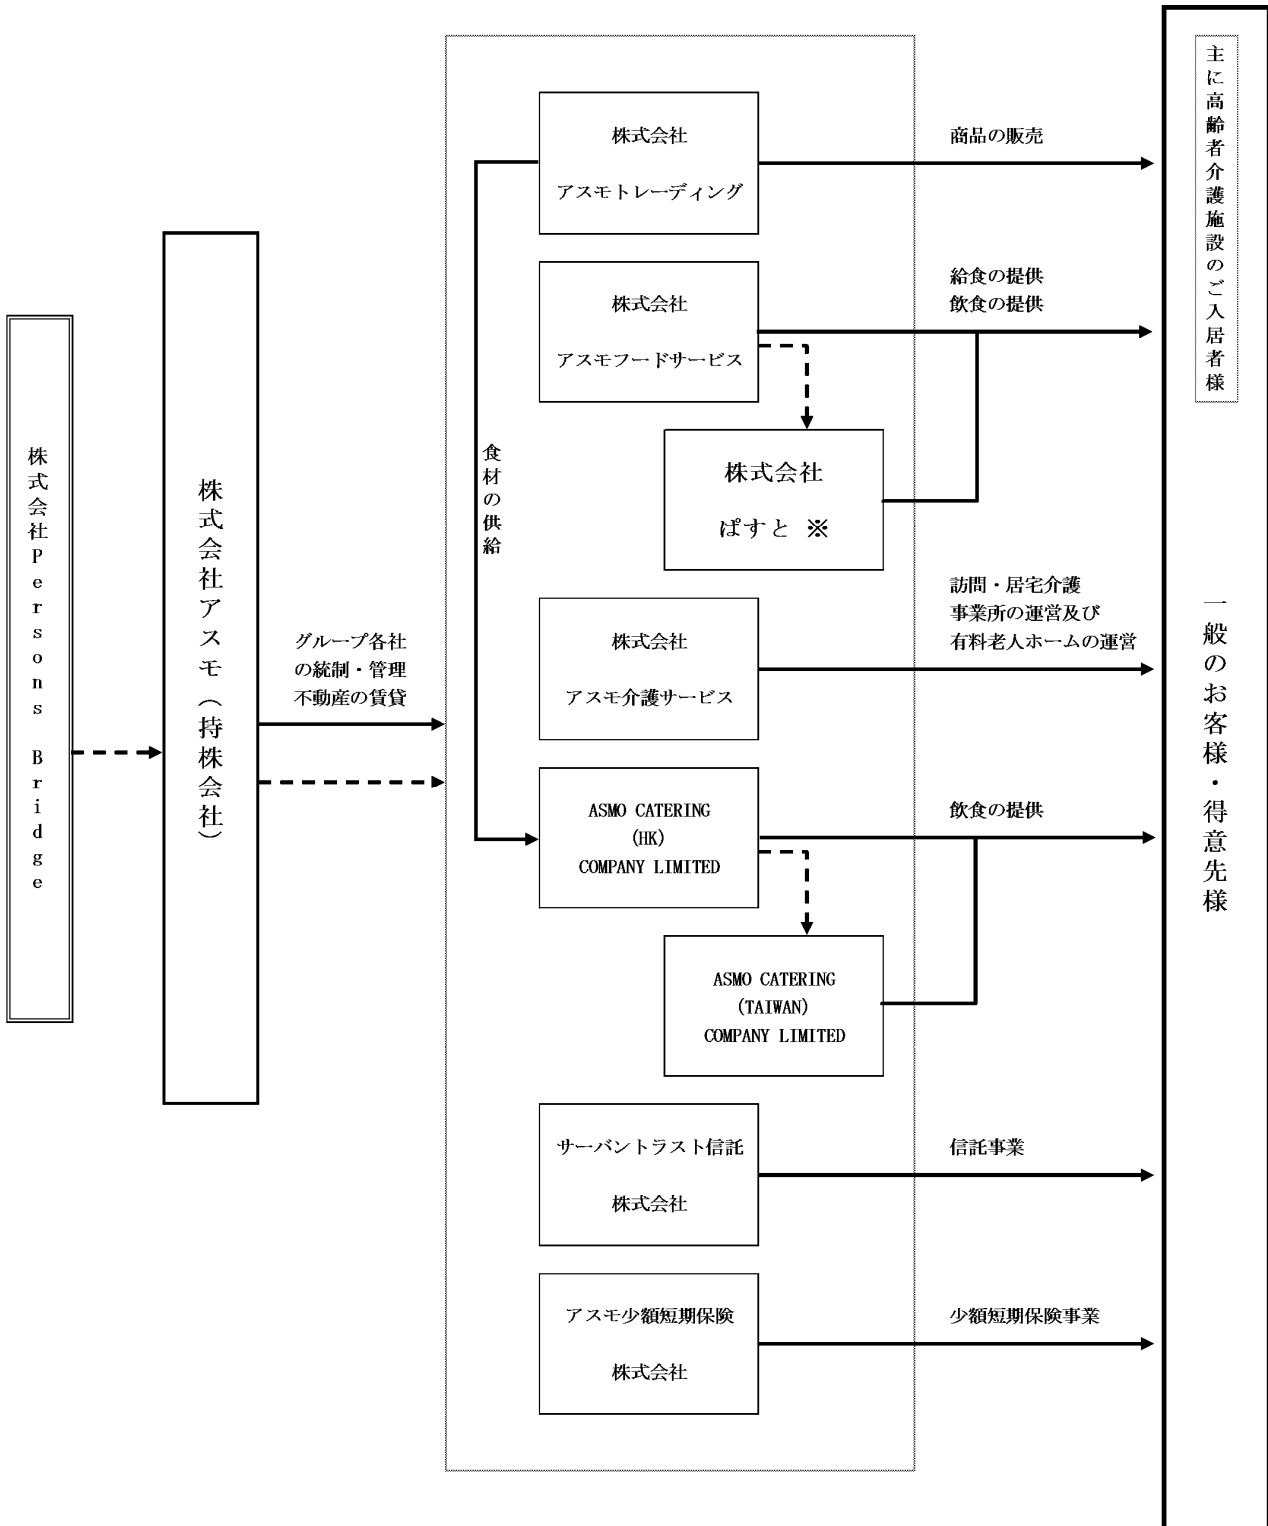 株式会社Persons Bridge
株式会社アスモ（持株会社）
グループ各社
の統制・管理
不動産の賃貸
食材の供給
株式会社
アスモトレーディング
商品の販売
株式会社
アスモフードサービス
給食の提供
飲食の提供
株式会社
ぱすと ※
株式会社
アスモ介護サービス
訪問・居宅介護
事業所の運営及び
有料老人ホームの運営
ASMO CATERING
(HK)
COMPANY LIMITED
飲食の提供
ASMO CATERING
(TAIWAN)
COMPANY LIMITED
サーバントラスト信託
株式会社
信託事業
アスモ少額短期保険
株式会社
少額短期保険事業
主に高齢者介護施設のご入居者様
一般のお客様・得意先様